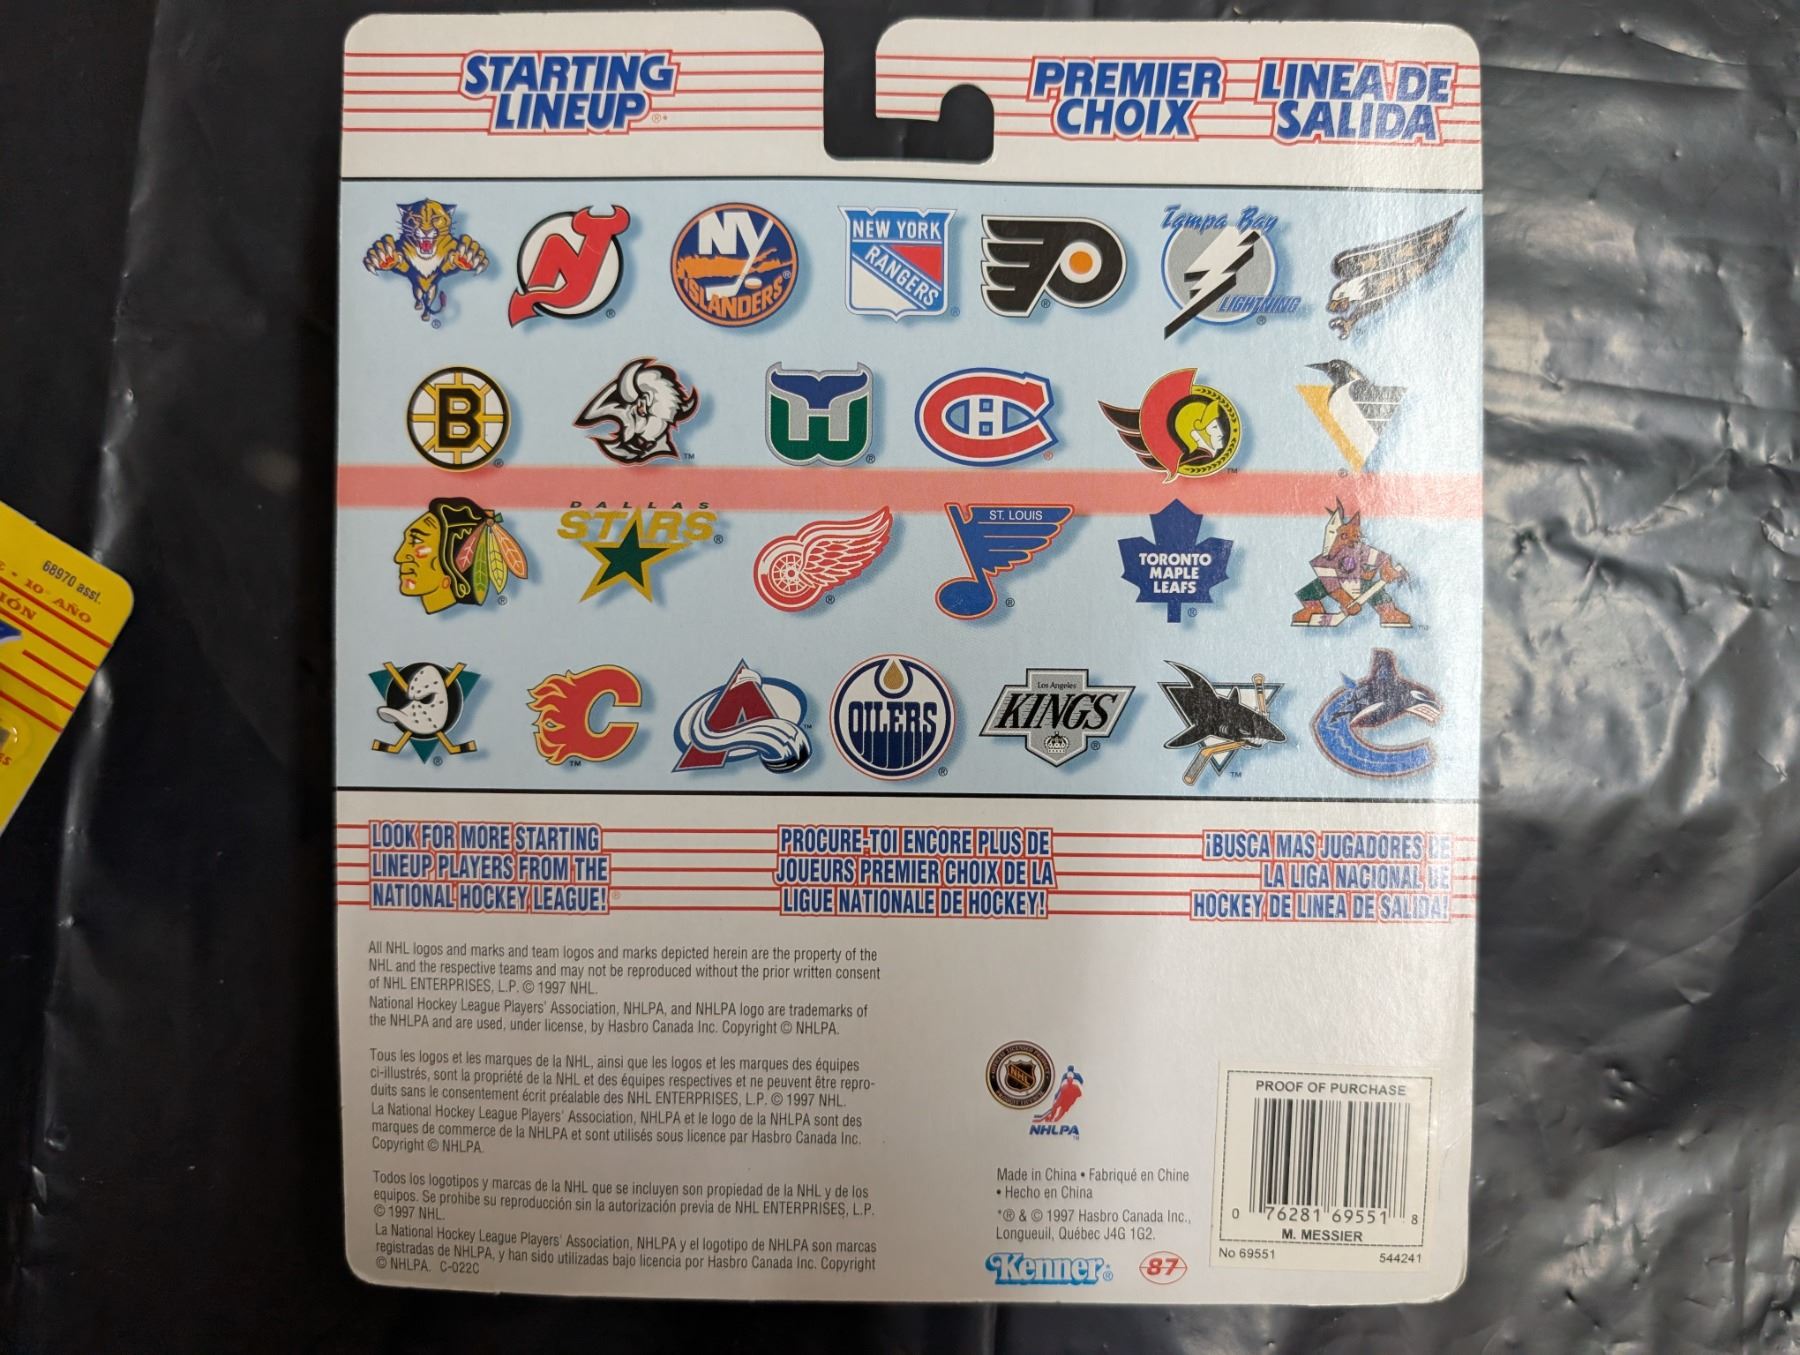 STARTING
LINEUP®*
PREMIER
CHOIX
LINEA DE
SALIDA
NY
ISLANDERS
NEW YORK
RANGERS
Tampa Bay
LIGHTNING
B
DALLAS
STARS
ST. LOUIS
TORONTO
MAPLE
LEAFS
OILERS
Los Angeles
KINGS
LOOK FOR MORE STARTING
LINEUP PLAYERS FROM THE
NATIONAL HOCKEY LEAGUE!®
PROCURE-TOI ENCORE PLUS DE
JOUEURS PREMIER CHOIX DE LA
LIGUE NATIONALE DE HOCKEY!
¡BUSCA MAS JUGADORES DE
LA LIGA NACIONAL DE
HOCKEY DE LINEA DE SALIDA!
All NHL logos and marks and team logos and marks depicted herein are the property of the
NHL and the respective teams and may not be reproduced without the prior written consent
of NHL ENTERPRISES, L.P. © 1997 NHL.
National Hockey League Players' Association, NHLPA, and NHLPA logo are trademarks of
the NHLPA and are used, under license, by Hasbro Canada Inc. Copyright © NHLPA.
Tous les logos et les marques de la NHL, ainsi que les logos et les marques des équipes
ci-illustrés, sont la propriété de la NHL et des équipes respectives et ne peuvent être repro-
duits sans le consentement écrit préalable des NHL ENTERPRISES, L.P. © 1997 NHL.
La National Hockey League Players' Association, NHLPA et le logo de la NHLPA sont des
marques de commerce de la NHLPA et sont utilisés sous licence par Hasbro Canada Inc.
Copyright © NHLPA.
Todos los logotipos y marcas de la NHL que se incluyen son propiedad de la NHL y de los
equipos. Se prohibe su reproducción sin la autorización previa de NHL ENTERPRISES, L.P.
© 1997 NHL.
La National Hockey League Players' Association, NHLPA y el logotipo de NHLPA son marcas
registradas de NHLPA, y han sido utilizadas bajo licencia por Hasbro Canada Inc. Copyright
© NHLPA. C-022C
NHL
NHLPA
Made in China • Fabriqué en Chine
• Hecho en China
*® & © 1997 Hasbro Canada Inc.,
Longueuil, Québec J4G 1G2.
Kenner®
87
PROOF OF PURCHASE
0 76281 69551 8
M. MESSIER
No 69551 544241
68970 asst.
10° AÑO